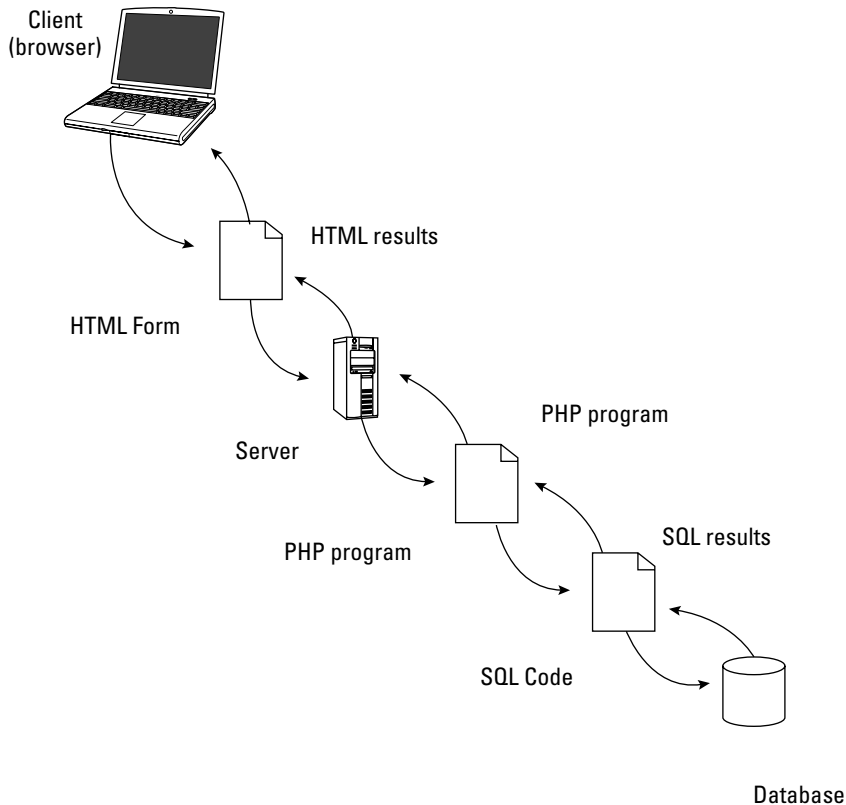 Client
(browser)
HTML results
HTML Form
PHP program
Server
SQL results
PHP program
SQL Code
Database